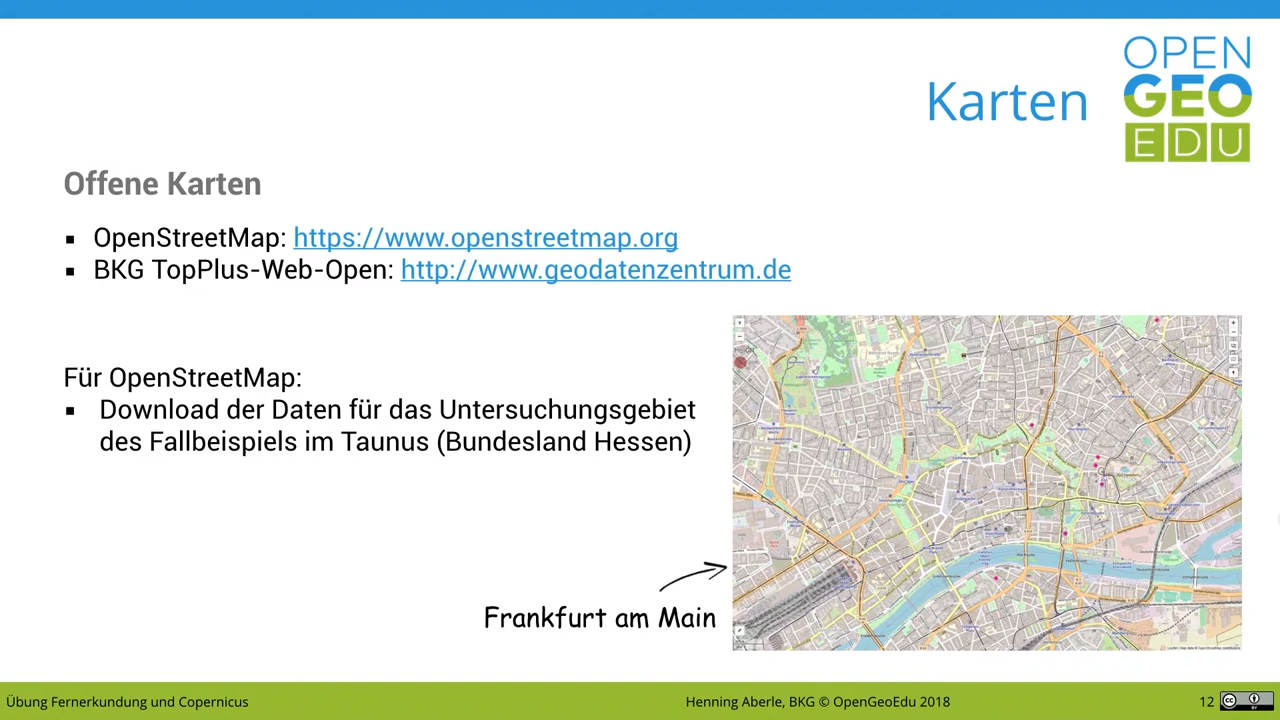 OPEN
GEO
EDU
Karten
Offene Karten
▪ OpenStreetMap: https://www.openstreetmap.org
▪ BKG TopPlus-Web-Open: http://www.geodatenzentrum.de
Für OpenStreetMap:
▪ Download der Daten für das Untersuchungsgebiet
des Fallbeispiels im Taunus (Bundesland Hessen)
Frankfurt am Main
Übung Fernerkundung und Copernicus
Henning Aberle, BKG © OpenGeoEdu 2018
12
cc
BY